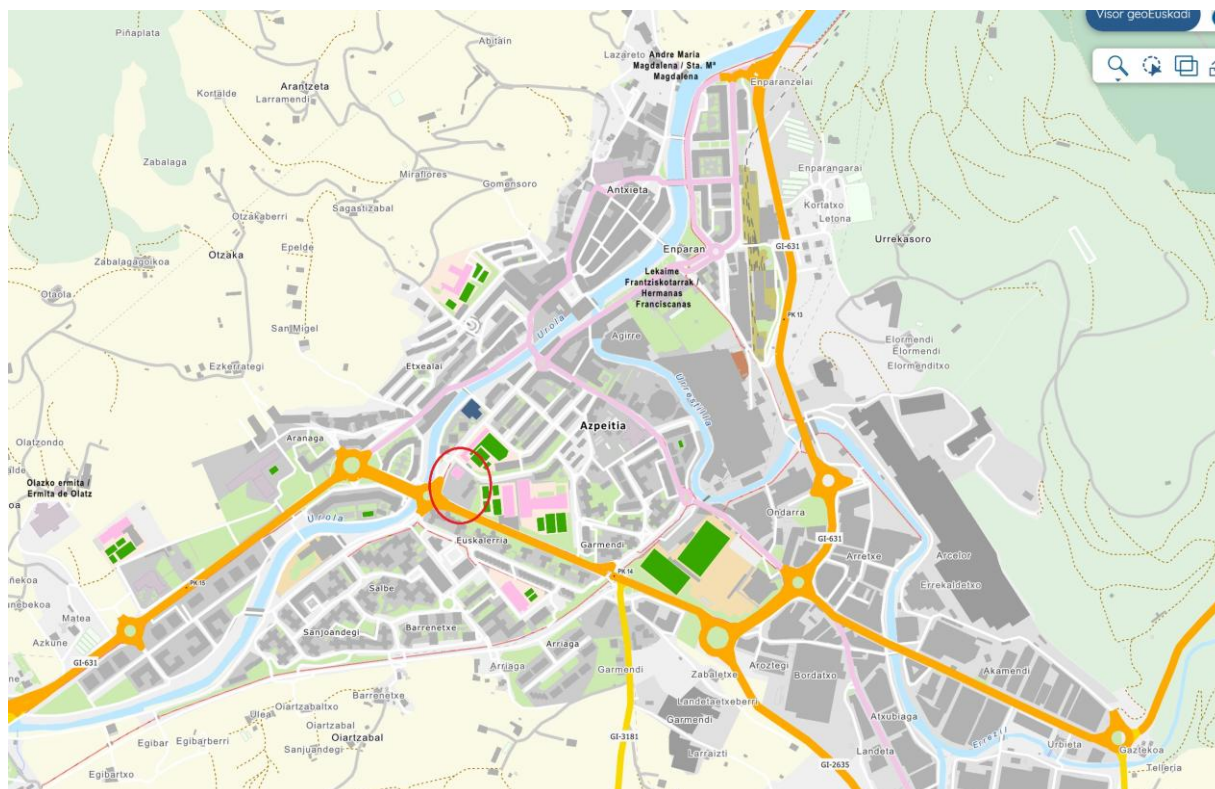 Visor geoEuskadi
Piñaplata
Abitain
Lazareto
Andre Maria
Magdalena / Sta. Mª
Magdalena
Enparanzelai
Arantzeta
Kortalde
Larramendi
Zabalaga
Miraflores
Gomensoro
Enparangarai
Antxieta
Kortatxo
Letona
Otzakaberri
Sagastizabal
Urrekasoro
Epelde
Otzaka
Zabalagagoikoa
Enparan
GI-631
Lekaime
Frantziskotarrak /
Hermanas
Franciscanas
Otaola
San Migel
Urola
PK 13
Agirre
Elormendi
Elormendi
Elormenditxo
Ezkerrategi
Etxealai
Urrestilla
Azpeitia
Olatzondo
Aranaga
Olazko ermita /
Ermita de Olatz
Urola
Ondarra
Euskalerria
Garmendi
GI-631
Arretxe
Arcelor
Errekaldetxo
PK 14
PK 15
Salbe
Matea
Sanjoandegi
Barrenetxe
Azkune
Arriaga
GI-631
Arriaga
Garmendi
Zabaletxe
Aroztegi
Bordatxo
Akamendi
Barrenetxe
Landetaetxeberri
Garmendi
Ulea
Oiartzabaltxo
Oiartzabal
Atxubiaga
Egibar
Egibarberri
Sanjuandegi
Oiartzabal
GI-3181
Larraizti
Landeta
Errezil
Urbieta
Gaztekoa
Telleria
Egibartxo
GI-2635